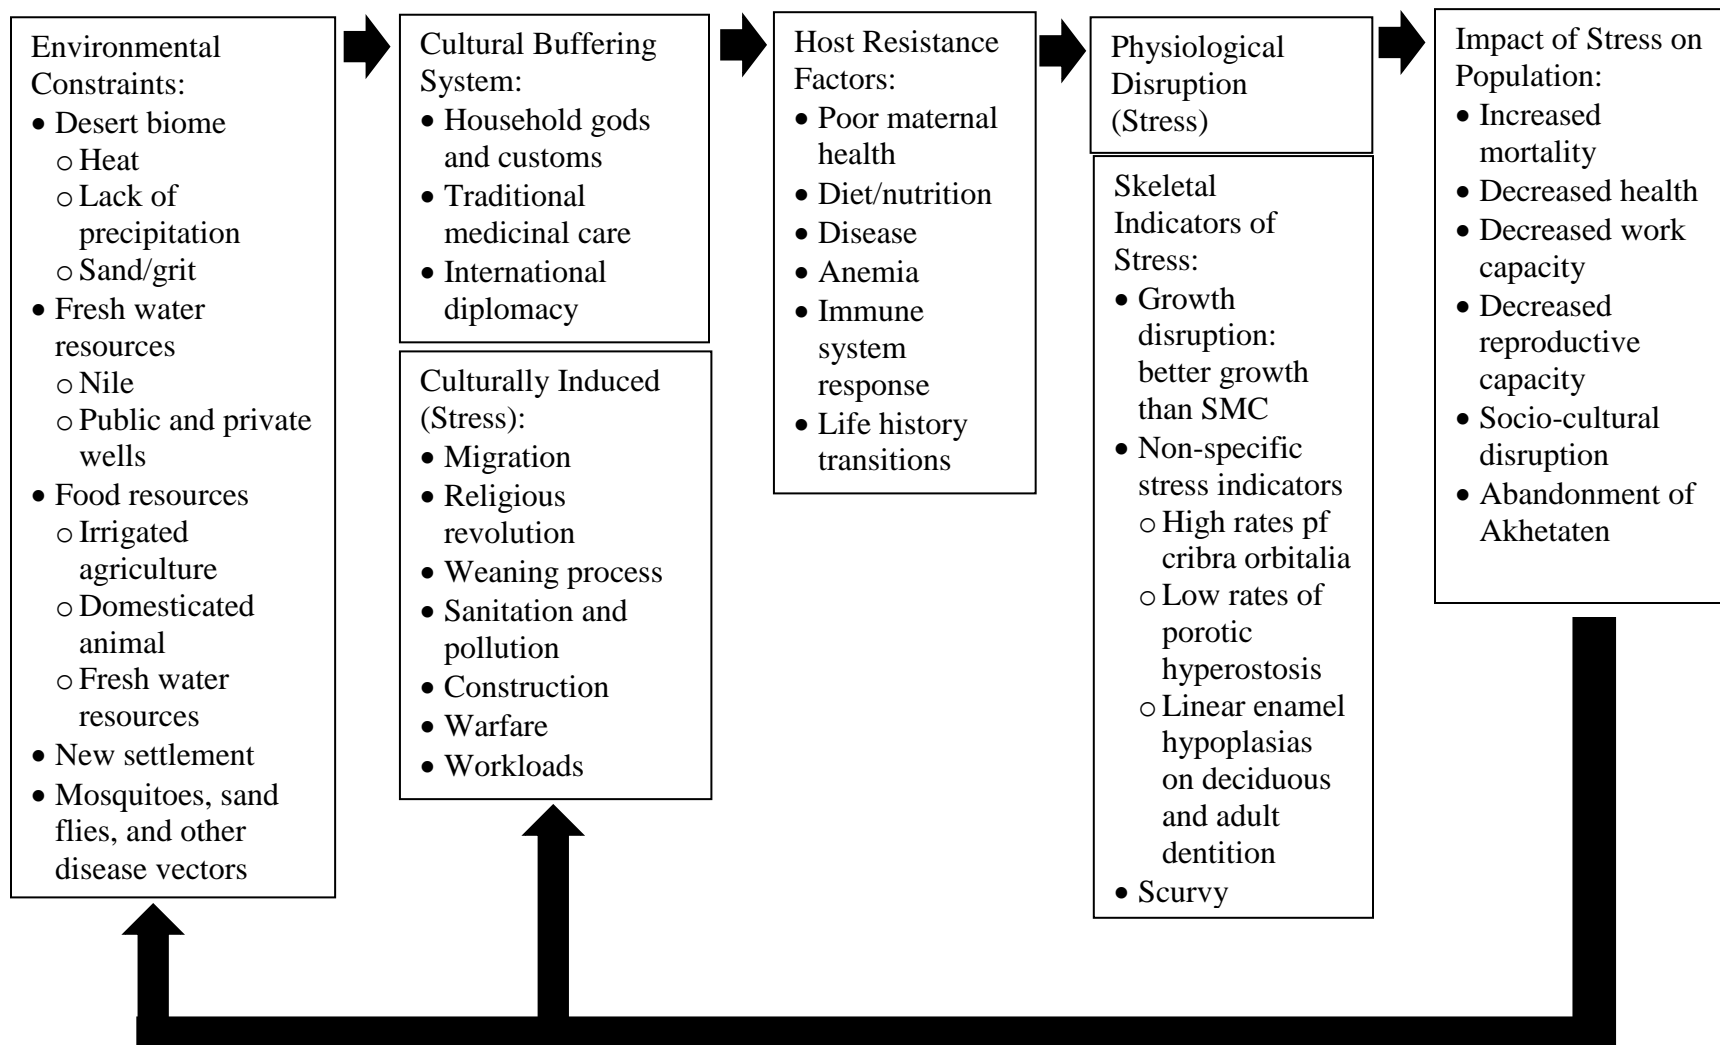 Environmental
Constraints:
• Desert biome
o Heat
o Lack of
precipitation
o Sand/grit
• Fresh water
resources
o Nile
o Public and private
wells
• Food resources
o Irrigated
agriculture
o Domesticated
animal
o Fresh water
resources
• New settlement
• Mosquitoes, sand
flies, and other
disease vectors
Cultural Buffering
System:
• Household gods
and customs
• Traditional
medicinal care
• International
diplomacy
Culturally Induced
(Stress):
• Migration
• Religious
revolution
• Weaning process
• Sanitation and
pollution
• Construction
• Warfare
• Workloads
Host Resistance
Factors:
• Poor maternal
health
• Diet/nutrition
• Disease
• Anemia
• Immune
system
response
• Life history
transitions
Physiological
Disruption
(Stress)
Skeletal
Indicators of
Stress:
• Growth
disruption:
better growth
than SMC
• Non-specific
stress indicators
o High rates pf
cribra orbitalia
o Low rates of
porotic
hyperostosis
o Linear enamel
hypoplasias
on deciduous
and adult
dentition
• Scurvy
Impact of Stress on
Population:
• Increased
mortality
• Decreased health
• Decreased work
capacity
• Decreased
reproductive
capacity
• Socio-cultural
disruption
• Abandonment of
Akhetaten